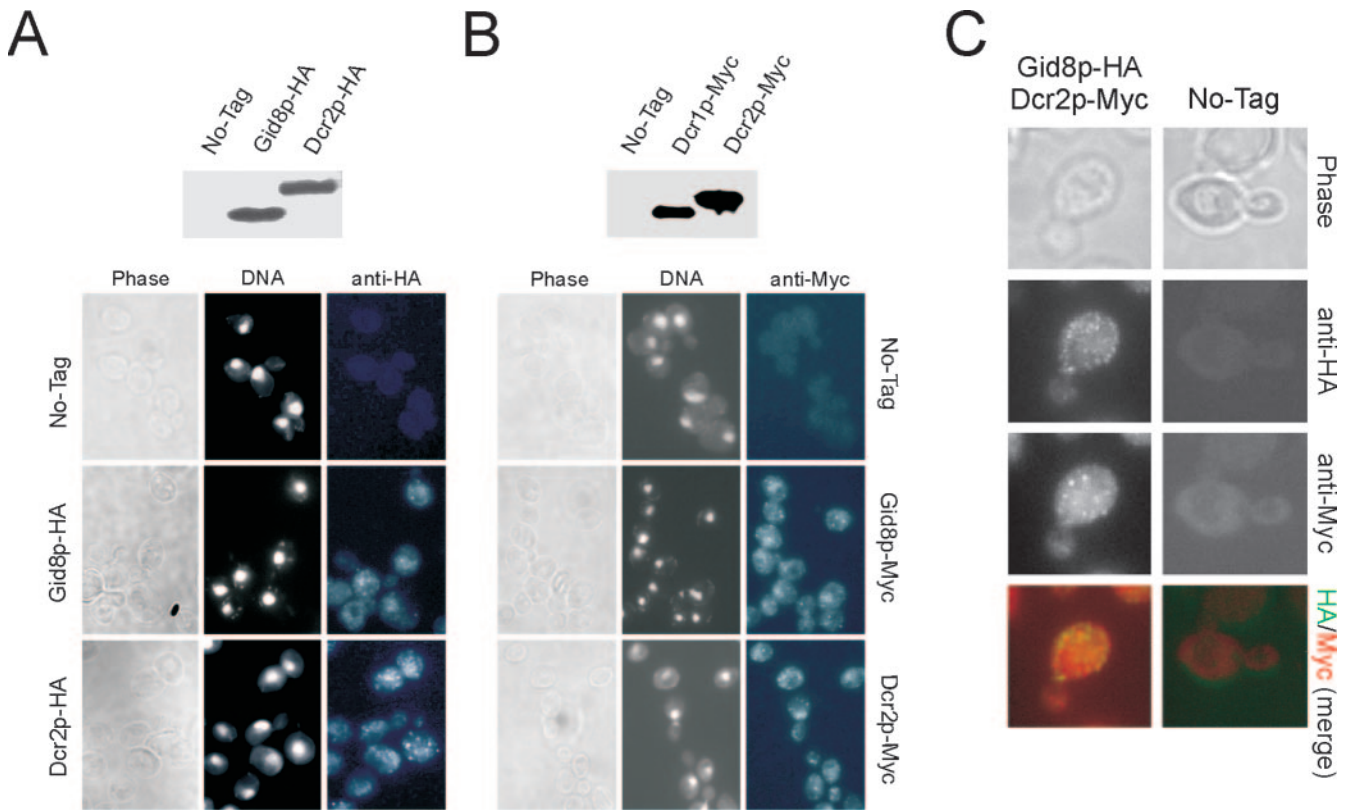 A
No-Tag
Gid8p-HA
Dcr2p-HA
Phase
DNA
anti-HA
No-Tag
Gid8p-HA
Dcr2p-HA
B
No-Tag
Dcr1p-Myc
Dcr2p-Myc
Phase
DNA
anti-Myc
No-Tag
Gid8p-Myc
Dcr2p-Myc
C
Gid8p-HA
Dcr2p-Myc
No-Tag
Phase
anti-HA
anti-Myc
HA/Myc (merge)